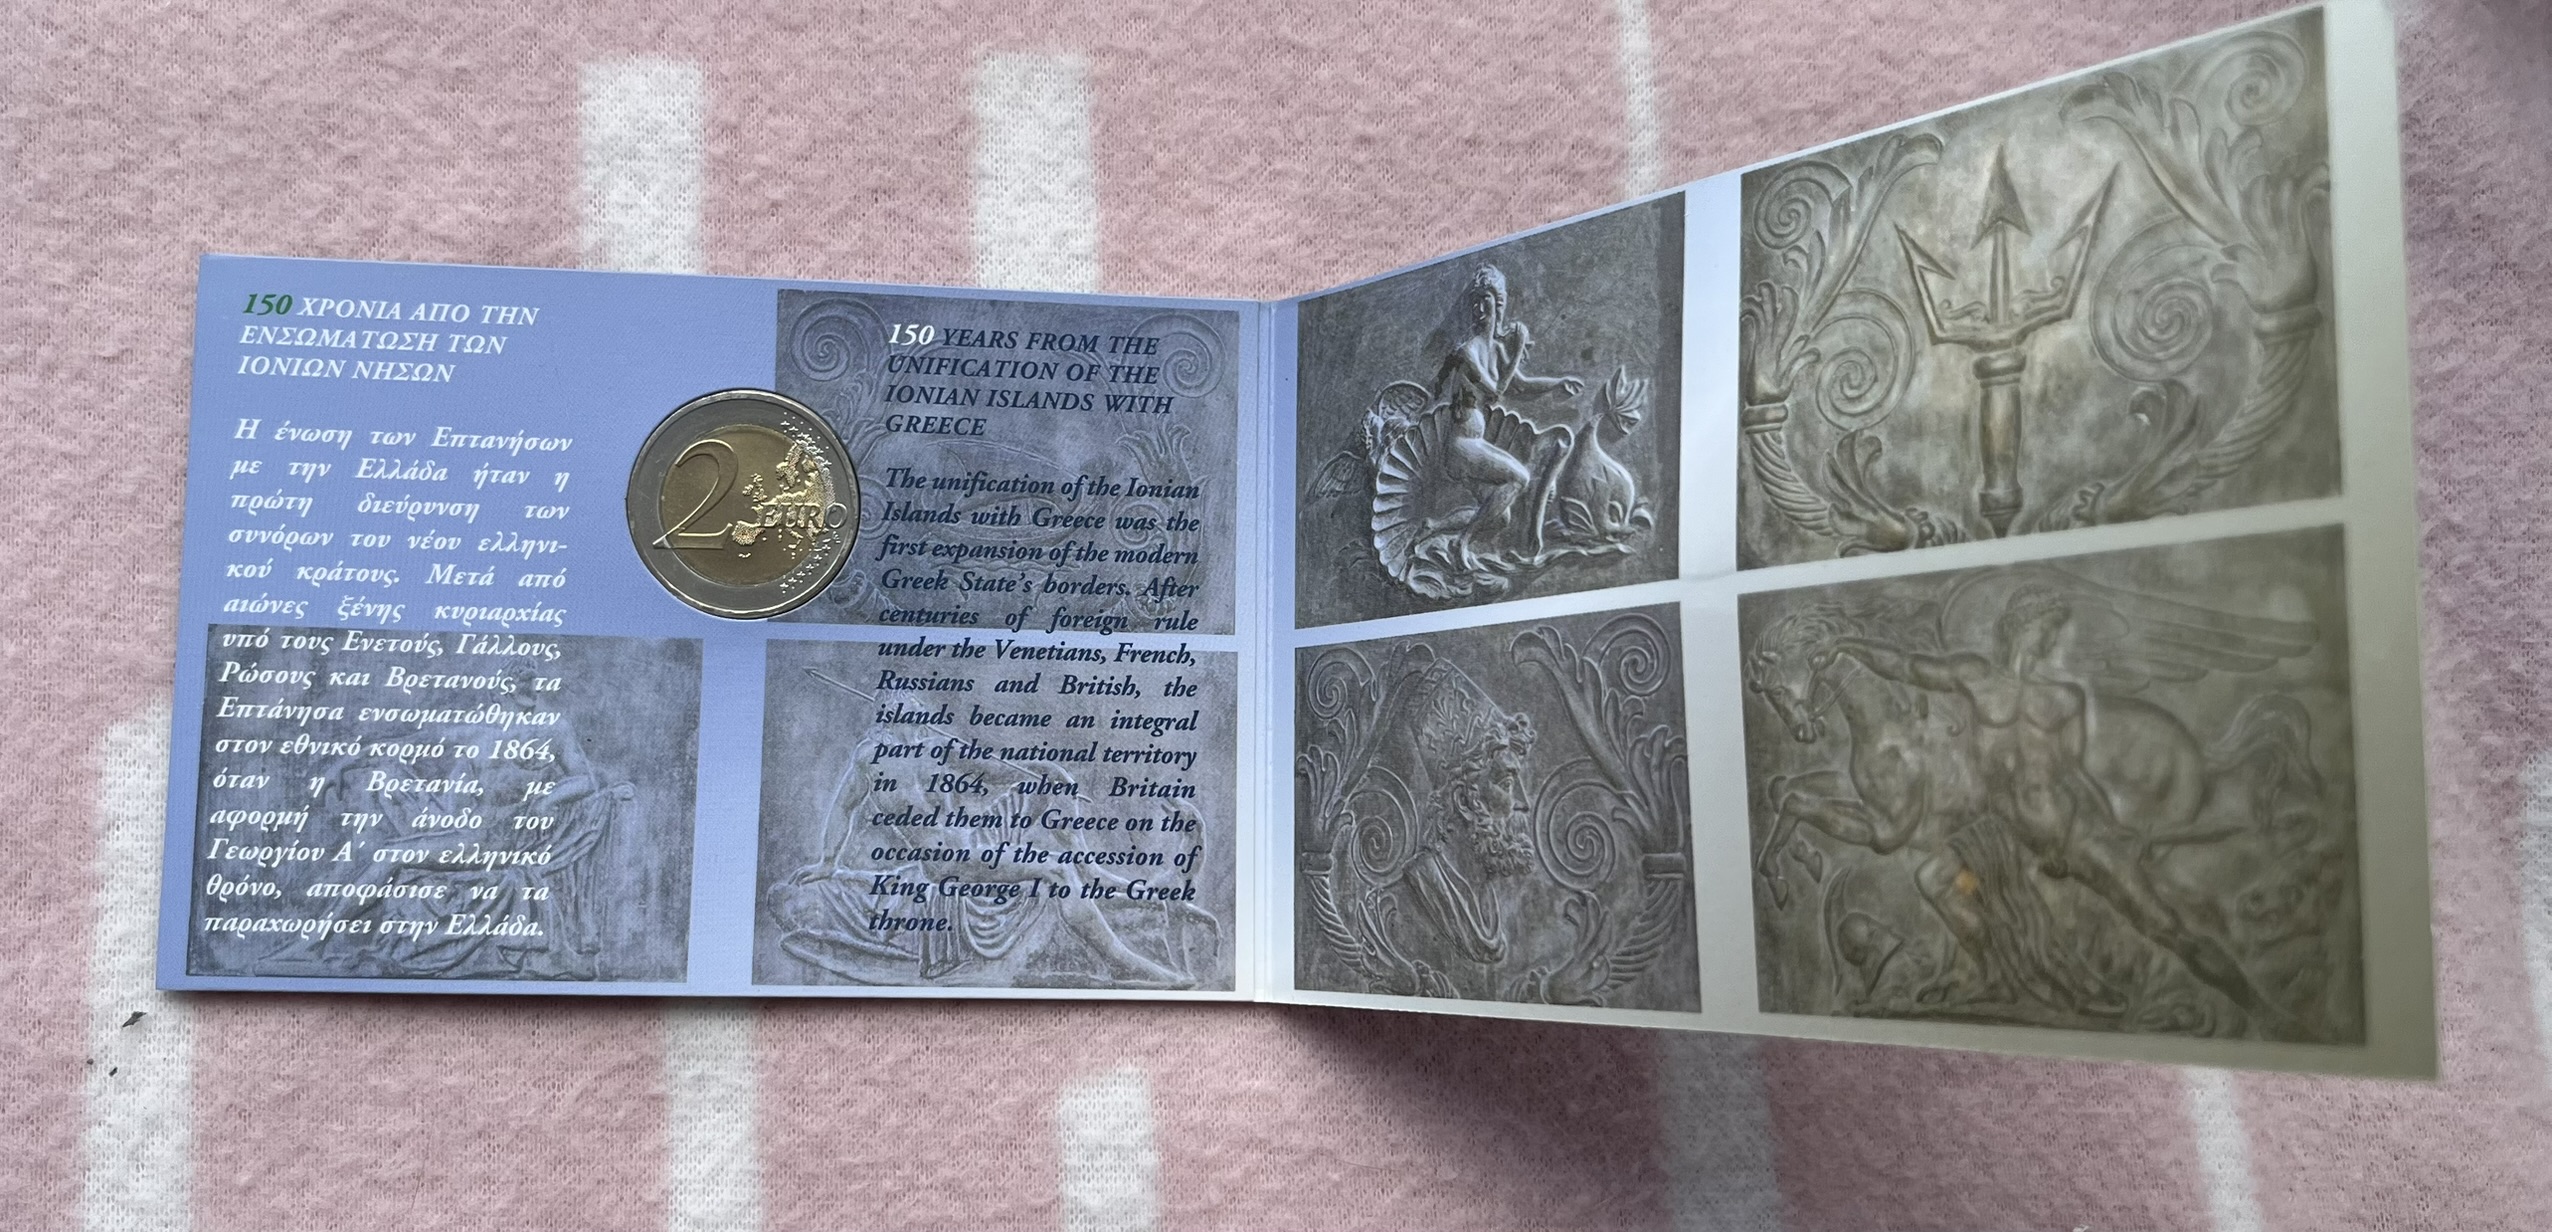 150 ΧΡΟΝΙΑ ΑΠΟ ΤΗΝ
ΕΝΣΩΜΑΤΩΣΗ ΤΩΝ
ΙΟΝΙΩΝ ΝΗΣΩΝ
Η ένωση των Επτανήσων
με την Ελλάδα ήταν η
πρώτη διεύρυνση των
συνόρων του νέου ελληνι-
κού κράτους. Μετά από
αιώνες ξένης κυριαρχίας
υπό τους Ενετούς, Γάλλους,
Ρώσους και Βρετανούς, τα
Επτάνησα ενσωματώθηκαν
στον εθνικό κορμό το 1864,
όταν η Βρετανία, με
αφορμή την άνοδο του
Γεωργίου Α΄ στον ελληνικό
θρόνο, αποφάσισε να τα
παραχωρήσει στην Ελλάδα.
2 EURO
150 YEARS FROM THE
UNIFICATION OF THE
IONIAN ISLANDS WITH
GREECE
The unification of the Ionian
Islands with Greece was the
first expansion of the modern
Greek State's borders. After
centuries of foreign rule
under the Venetians, French,
Russians and British, the
islands became an integral
part of the national territory
in 1864, when Britain
ceded them to Greece on the
occasion of the accession of
King George I to the Greek
throne.